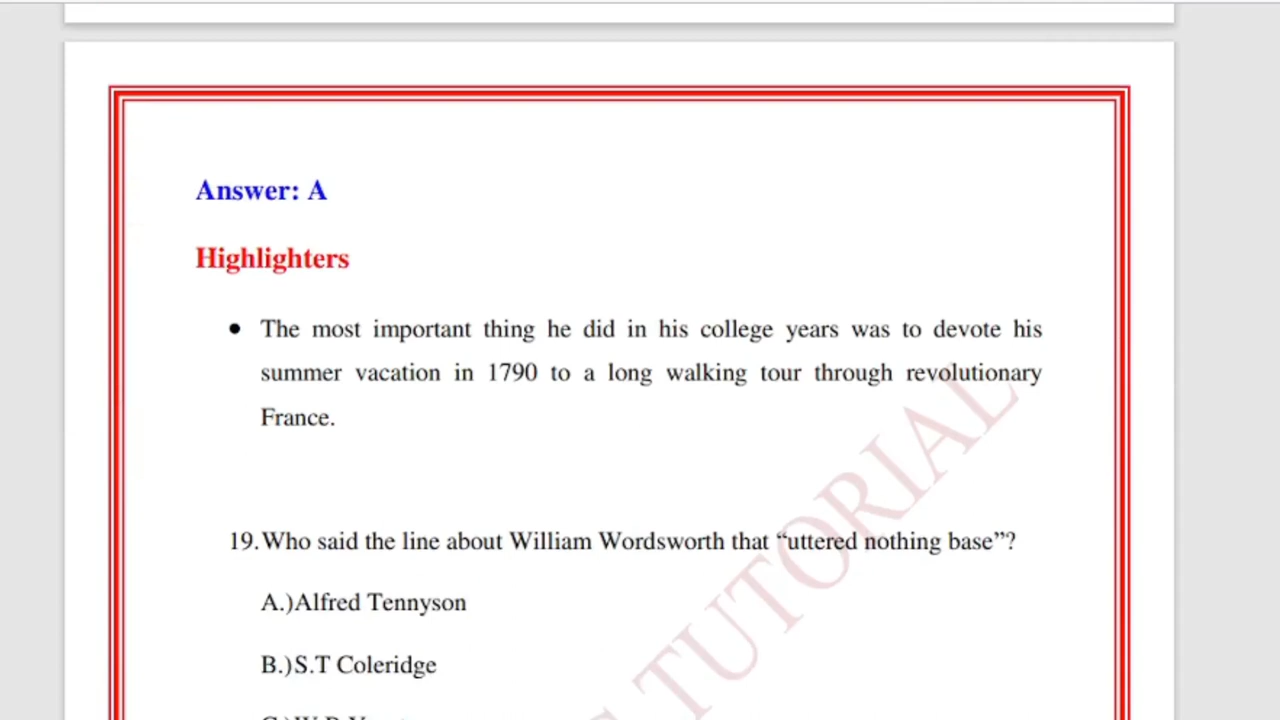 Answer: A
Highlighters
• The most important thing he did in his college years was to devote his
summer vacation in 1790 to a long walking tour through revolutionary
France.
19. Who said the line about William Wordsworth that “uttered nothing base”?
A.)Alfred Tennyson
B.)S.T Coleridge
TUTORIAL